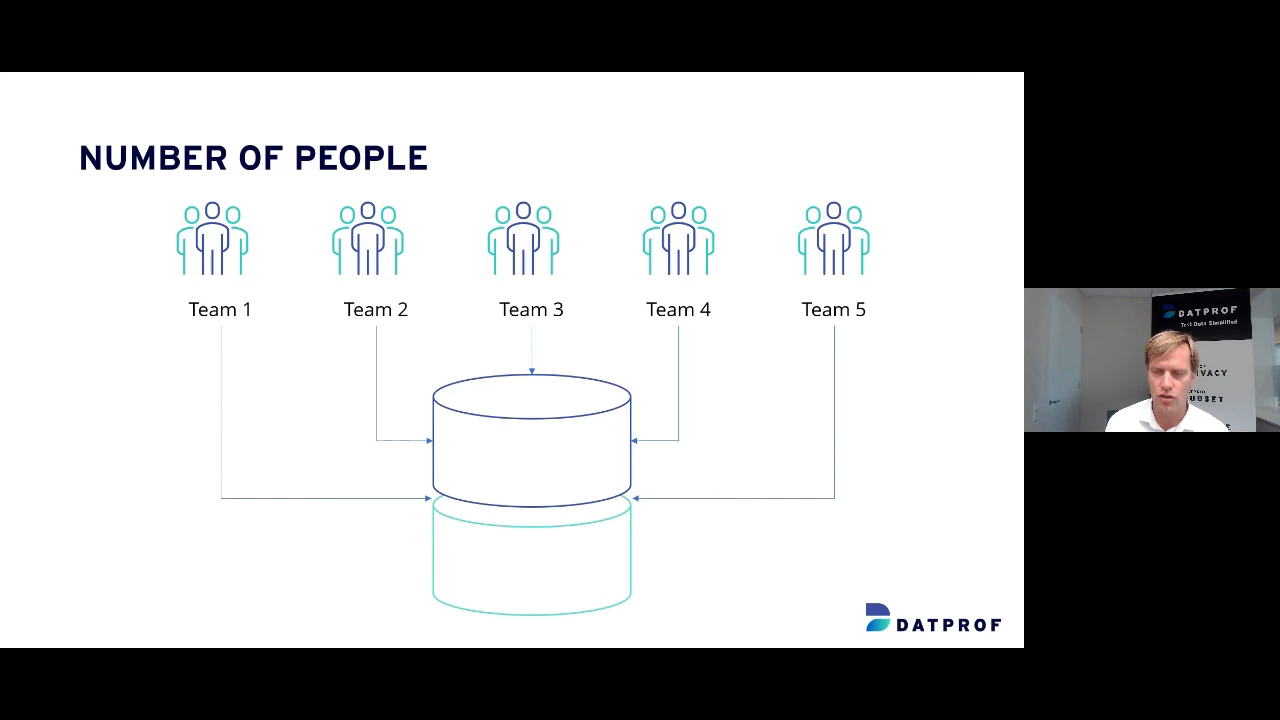 NUMBER OF PEOPLE
Team 1
Team 2
Team 3
Team 4
Team 5
DATPROF
DATPROF
Test Data Simplified